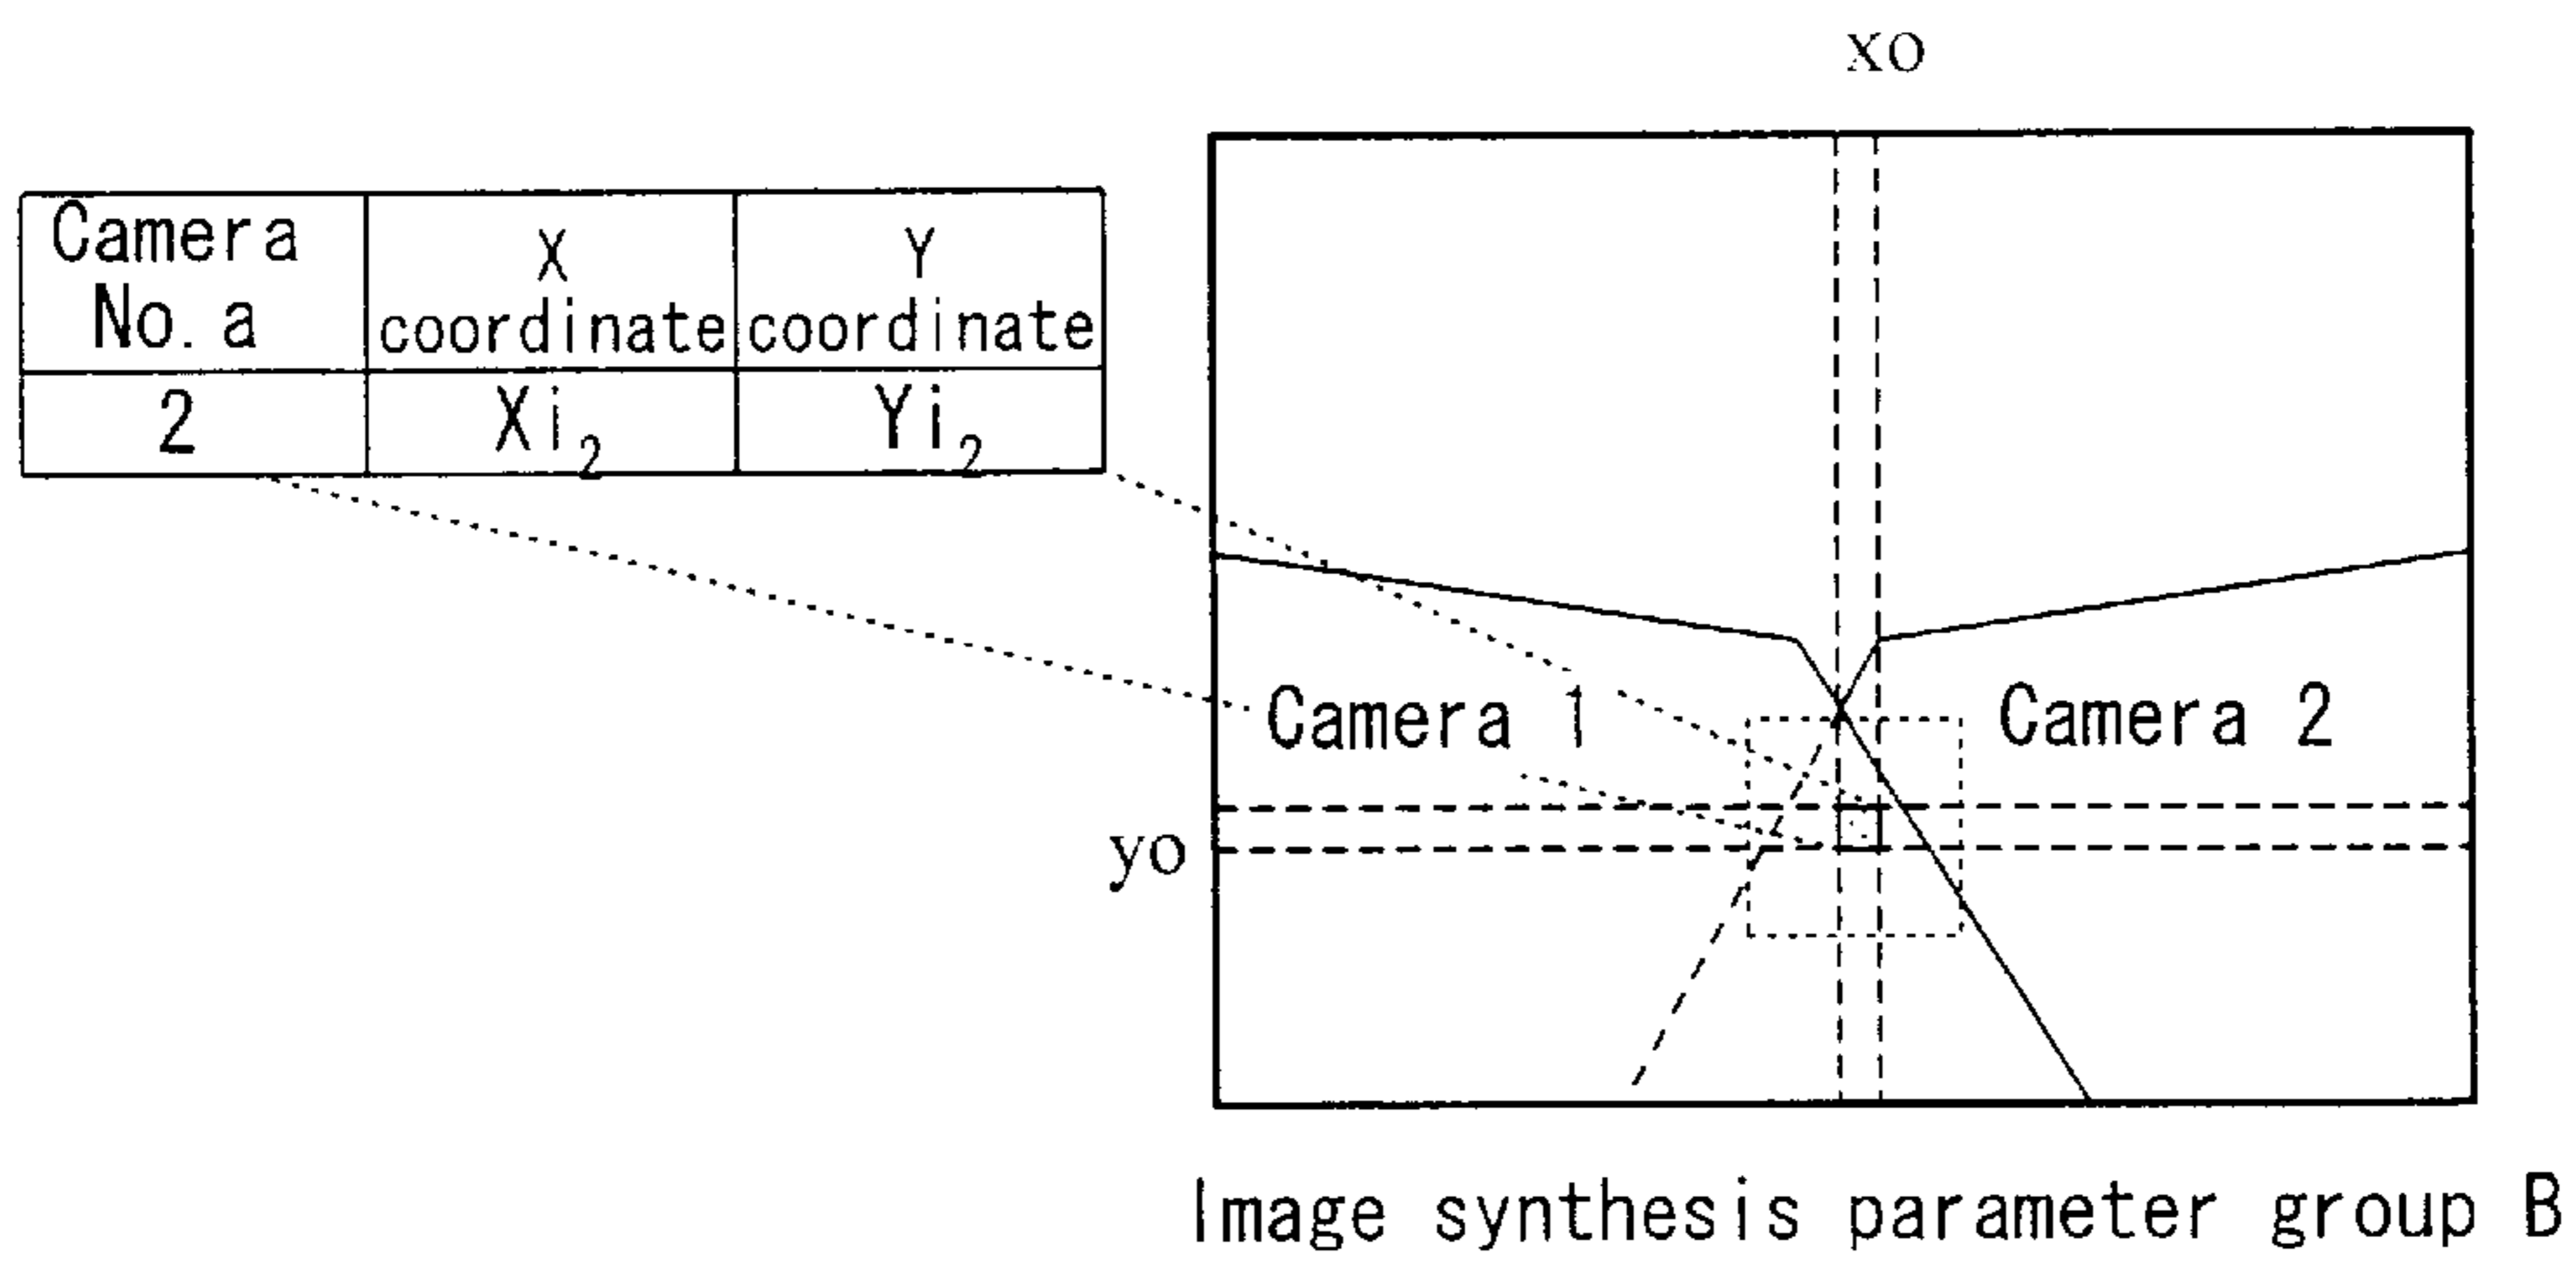 xo
Camera No. a
X coordinate
Y coordinate
2
Xi₂
Yi₂
Camera 1
Camera 2
yo
Image synthesis parameter group B